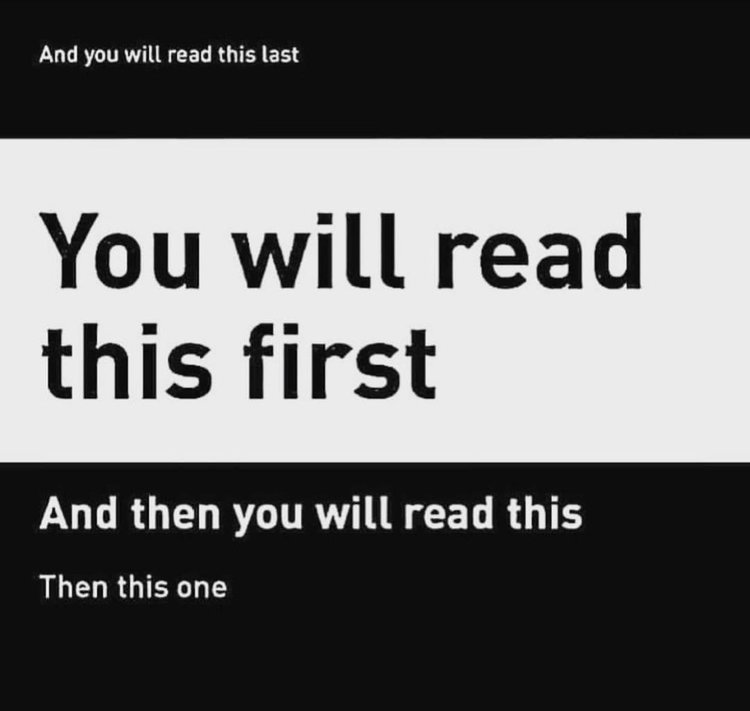 And you will read this last
You will read
this first
And then you will read this
Then this one